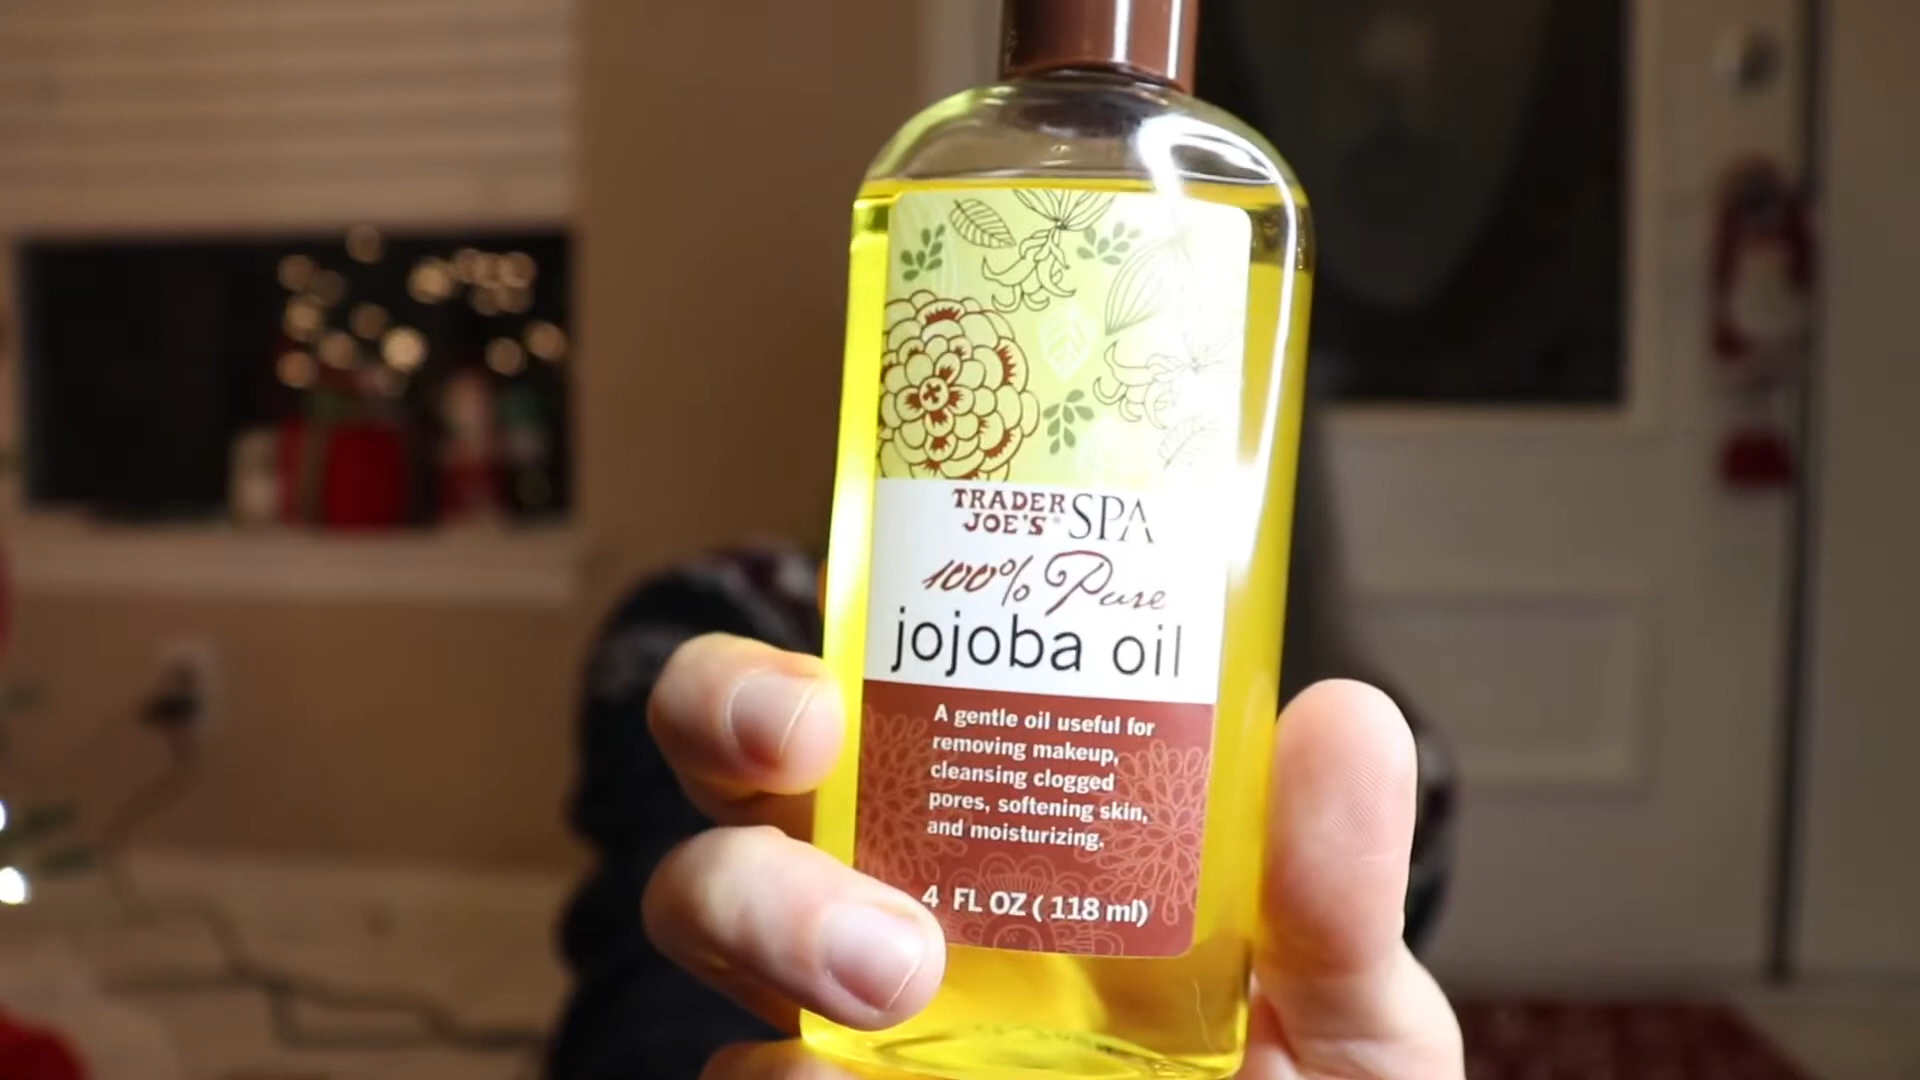 TRADER JOE'S® SPA
100% Pure
jojoba oil
A gentle oil useful for
removing makeup,
cleansing clogged
pores, softening skin,
and moisturizing.
4 FL OZ ( 118 ml)